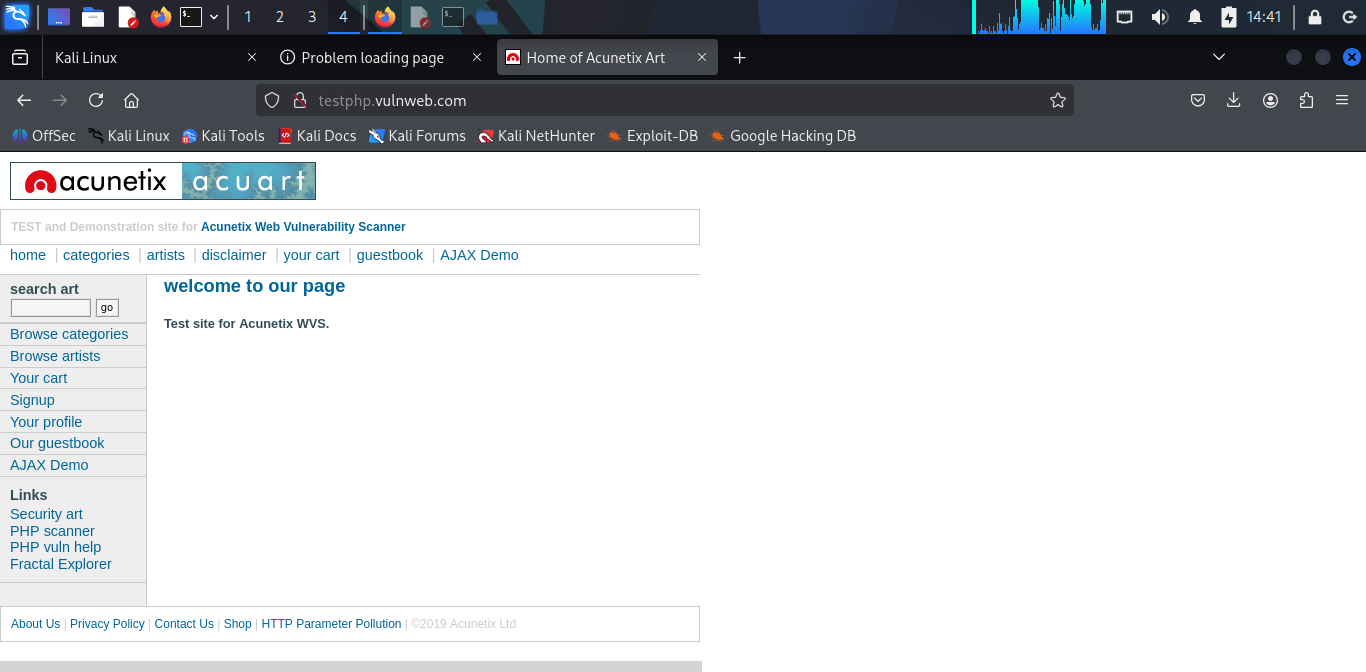 1 2 3 4 14:41
Kali Linux Problem loading page Home of Acunetix Art
testphp.vulnweb.com
OffSec Kali Linux Kali Tools Kali Docs Kali Forums Kali NetHunter Exploit-DB Google Hacking DB
acunetix acuart
TEST and Demonstration site for Acunetix Web Vulnerability Scanner
home | categories | artists | disclaimer | your cart | guestbook | AJAX Demo
search art
go
Browse categories
Browse artists
Your cart
Signup
Your profile
Our guestbook
AJAX Demo
Links
Security art
PHP scanner
PHP vuln help
Fractal Explorer
welcome to our page
Test site for Acunetix WVS.
About Us | Privacy Policy | Contact Us | Shop | HTTP Parameter Pollution | ©2019 Acunetix Ltd